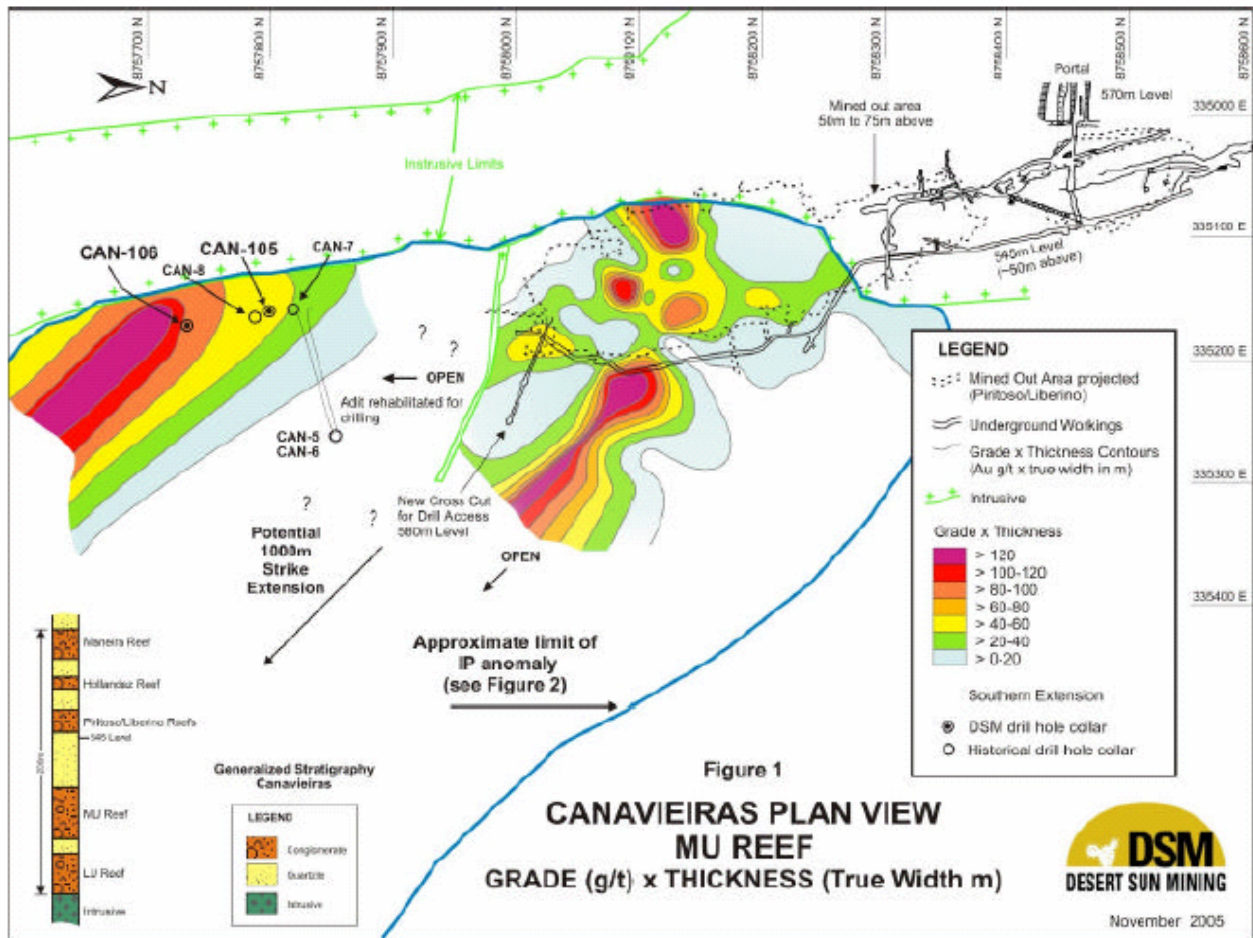 8757700 N
8757800 N
8757900 N
8758000 N
8758100 N
8758200 N
8758300 N
8758400 N
8758500 N
8758600 N
N
Portal
570m Level
335000 E
Mined out area
50m to 75m above
Instrusive Limits
CAN-106
CAN-8
CAN-105
CAN-7
335100 E
545m Level
(~50m above)
?
?
OPEN
Adit rehabilitated for
drilling
CAN-5
CAN-6
335200 E
335300 E
335400 E
?
?
Potential
1000m
Strike
Extension
New Cross Cut
for Drill Access
580m Level
OPEN
Approximate limit of
IP anomaly
(see Figure 2)
LEGEND
Mined Out Area projected
(Piritoso/Liberino)
Underground Workings
Grade x Thickness Contours
(Au g/t x true width in m)
Intrusive
Grade x Thickness
> 120
> 100-120
> 80-100
> 60-80
> 40-60
> 20-40
> 0-20
Southern Extension
DSM drill hole collar
Historical drill hole collar
Maneira Reef
Hollandez Reef
Piritoso/Liberino Reefs
545 Level
MU Reef
LU Reef
Intrusive
Generalized Stratigraphy
Canavieiras
LEGEND
Conglomerate
Quartzite
Intrusive
Figure 1
CANAVIEIRAS PLAN VIEW
MU REEF
GRADE (g/t) x THICKNESS (True Width m)
DSM
DESERT SUN MINING
November 2005